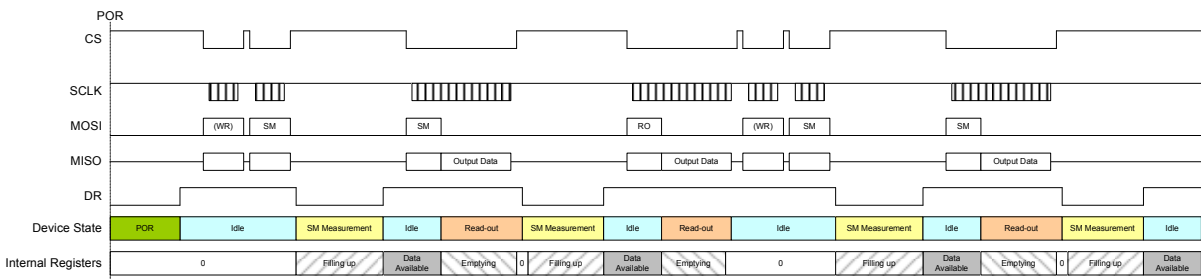 POR
CS
SCLK
MOSI (WR) SM SM RO (WR) SM SM
MISO Output Data Output Data Output Data
DR
Device State POR Idle SM Measurement Idle Read-out SM Measurement Idle Read-out Idle SM Measurement Idle Read-out SM Measurement Idle
Internal Registers 0 Filling up Data Available Emptying 0 Filling up Data Available Emptying 0 Filling up Data Available Emptying 0 Filling up Data Available